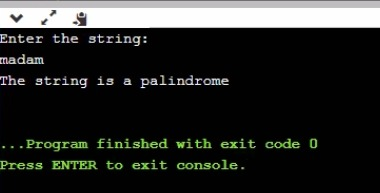 Enter the string:
madam
The string is a palindrome
...Program finished with exit code 0
Press ENTER to exit console.